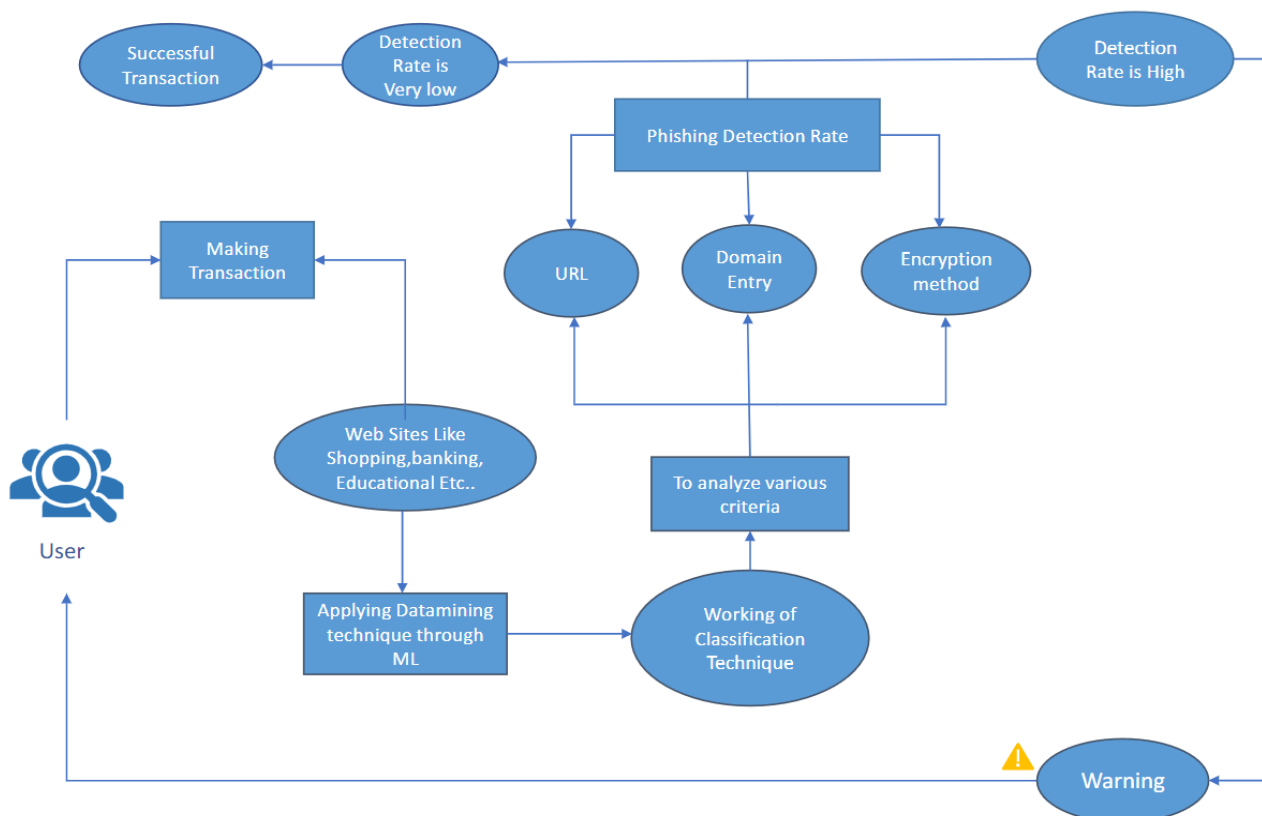 Successful
Transaction
Detection
Rate is
Very low
Detection
Rate is High
Phishing Detection Rate
Making
Transaction
URL
Domain
Entry
Encryption
method
Web Sites Like
Shopping,banking,
Educational Etc..
To analyze various
criteria
User
Applying Datamining
technique through
ML
Working of
Classification
Technique
Warning